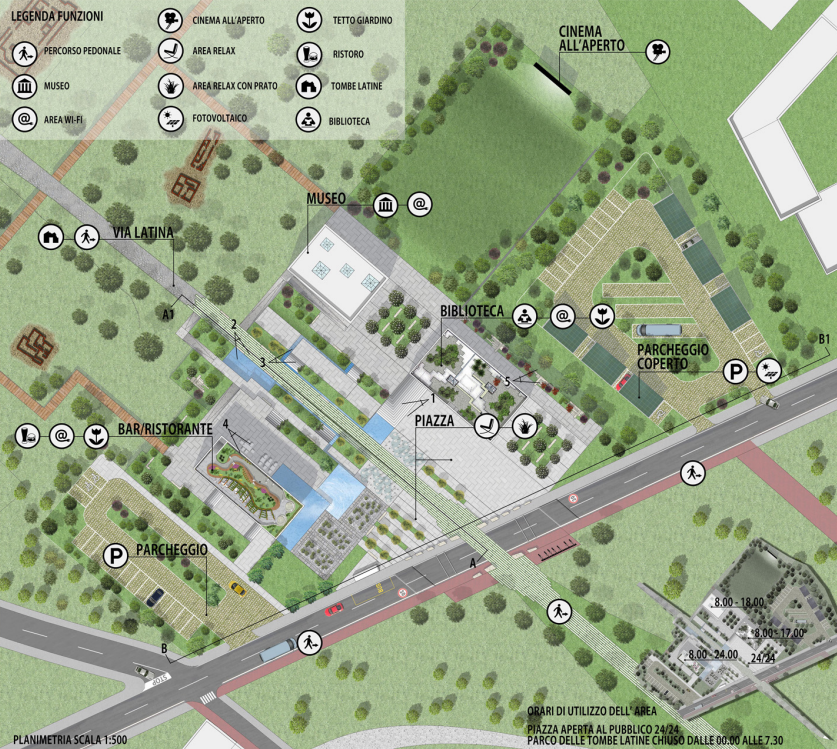 LEGENDA FUNZIONI
PERCORSO PEDONALE
MUSEO
AREA WI-FI
CINEMA ALL'APERTO
AREA RELAX
AREA RELAX CON PRATO
FOTOVOLTAICO
TETTO GIARDINO
RISTORO
TOMBE LATINE
BIBLIOTECA
CINEMA
ALL'APERTO
MUSEO
@
VIA LATINA
A1
2
3
BIBLIOTECA
@
B1
PARCHEGGIO
COPERTO
P
5
1
PIAZZA
BAR/RISTORANTE
@
4
PARCHEGGIO
P
A
B
STOP
8.00 - 18.00
8.00 - 17.00
8.00 - 24.00
24/24
ORARI DI UTILIZZO DELL' AREA
PIAZZA APERTA AL PUBBLICO 24/24
PARCO DELLE TOMBE LATINE CHIUSO DALLE 00.00 ALLE 7.30
PLANIMETRIA SCALA 1:500